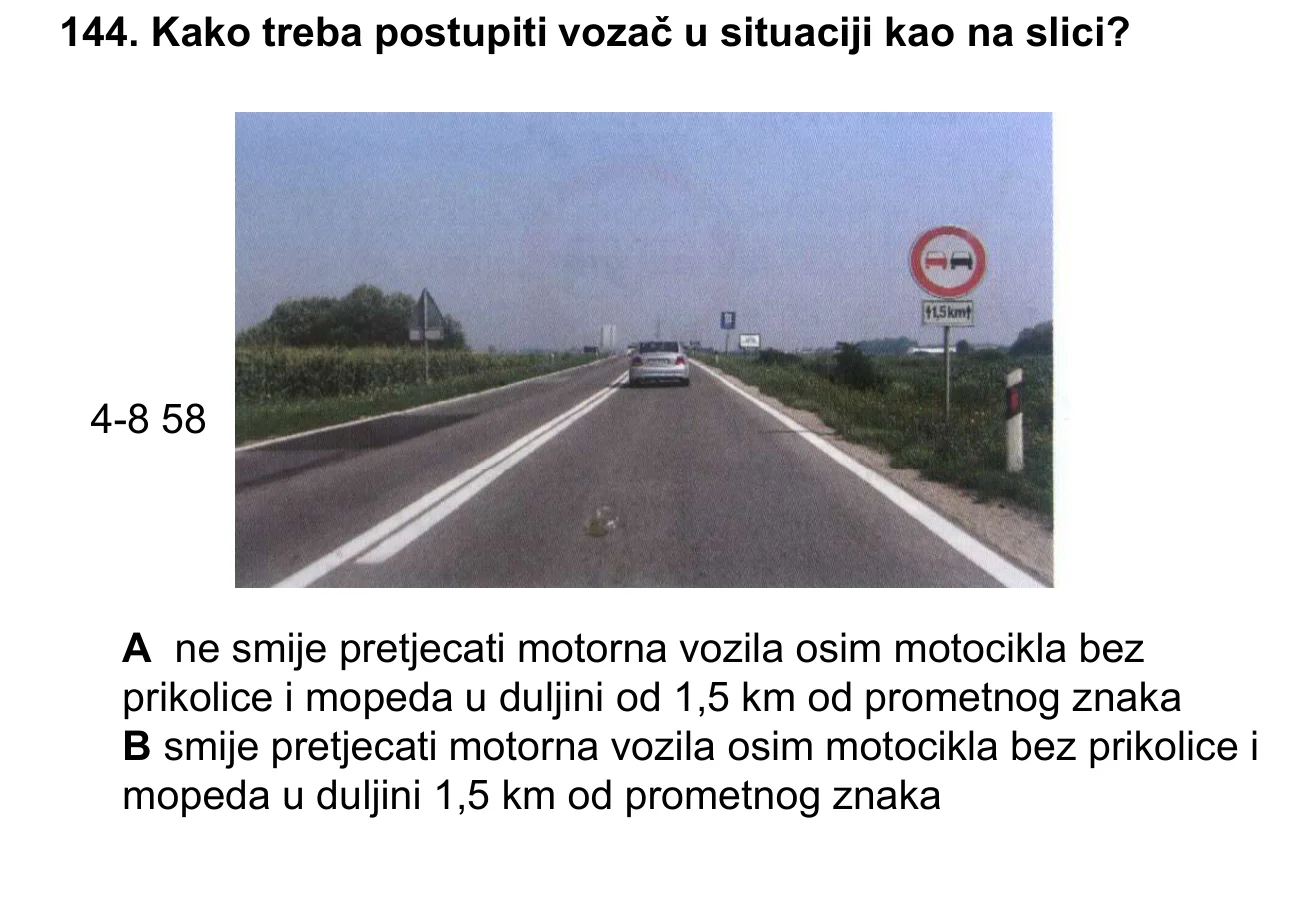 144. Kako treba postupiti vozač u situaciji kao na slici?
↑1,5km↑
4-8 58
A ne smije pretjecati motorna vozila osim motocikla bez
prikolice i mopeda u duljini od 1,5 km od prometnog znaka
B smije pretjecati motorna vozila osim motocikla bez prikolice i
mopeda u duljini 1,5 km od prometnog znaka